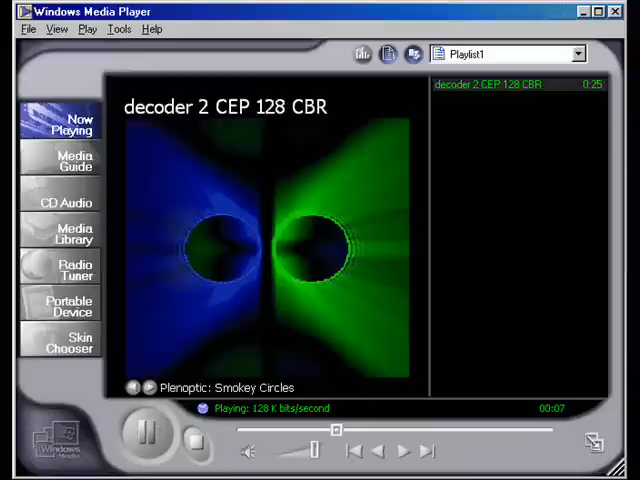 Windows Media Player
File View Play Tools Help
Playlist1
decoder 2 CEP 128 CBR
decoder 2 CEP 128 CBR 0:25
Now
Playing
Media
Guide
CD Audio
Media
Library
Radio
Tuner
Portable
Device
Skin
Chooser
Plenoptic: Smokey Circles
Playing: 128 K bits/second 00:07
Windows
Media